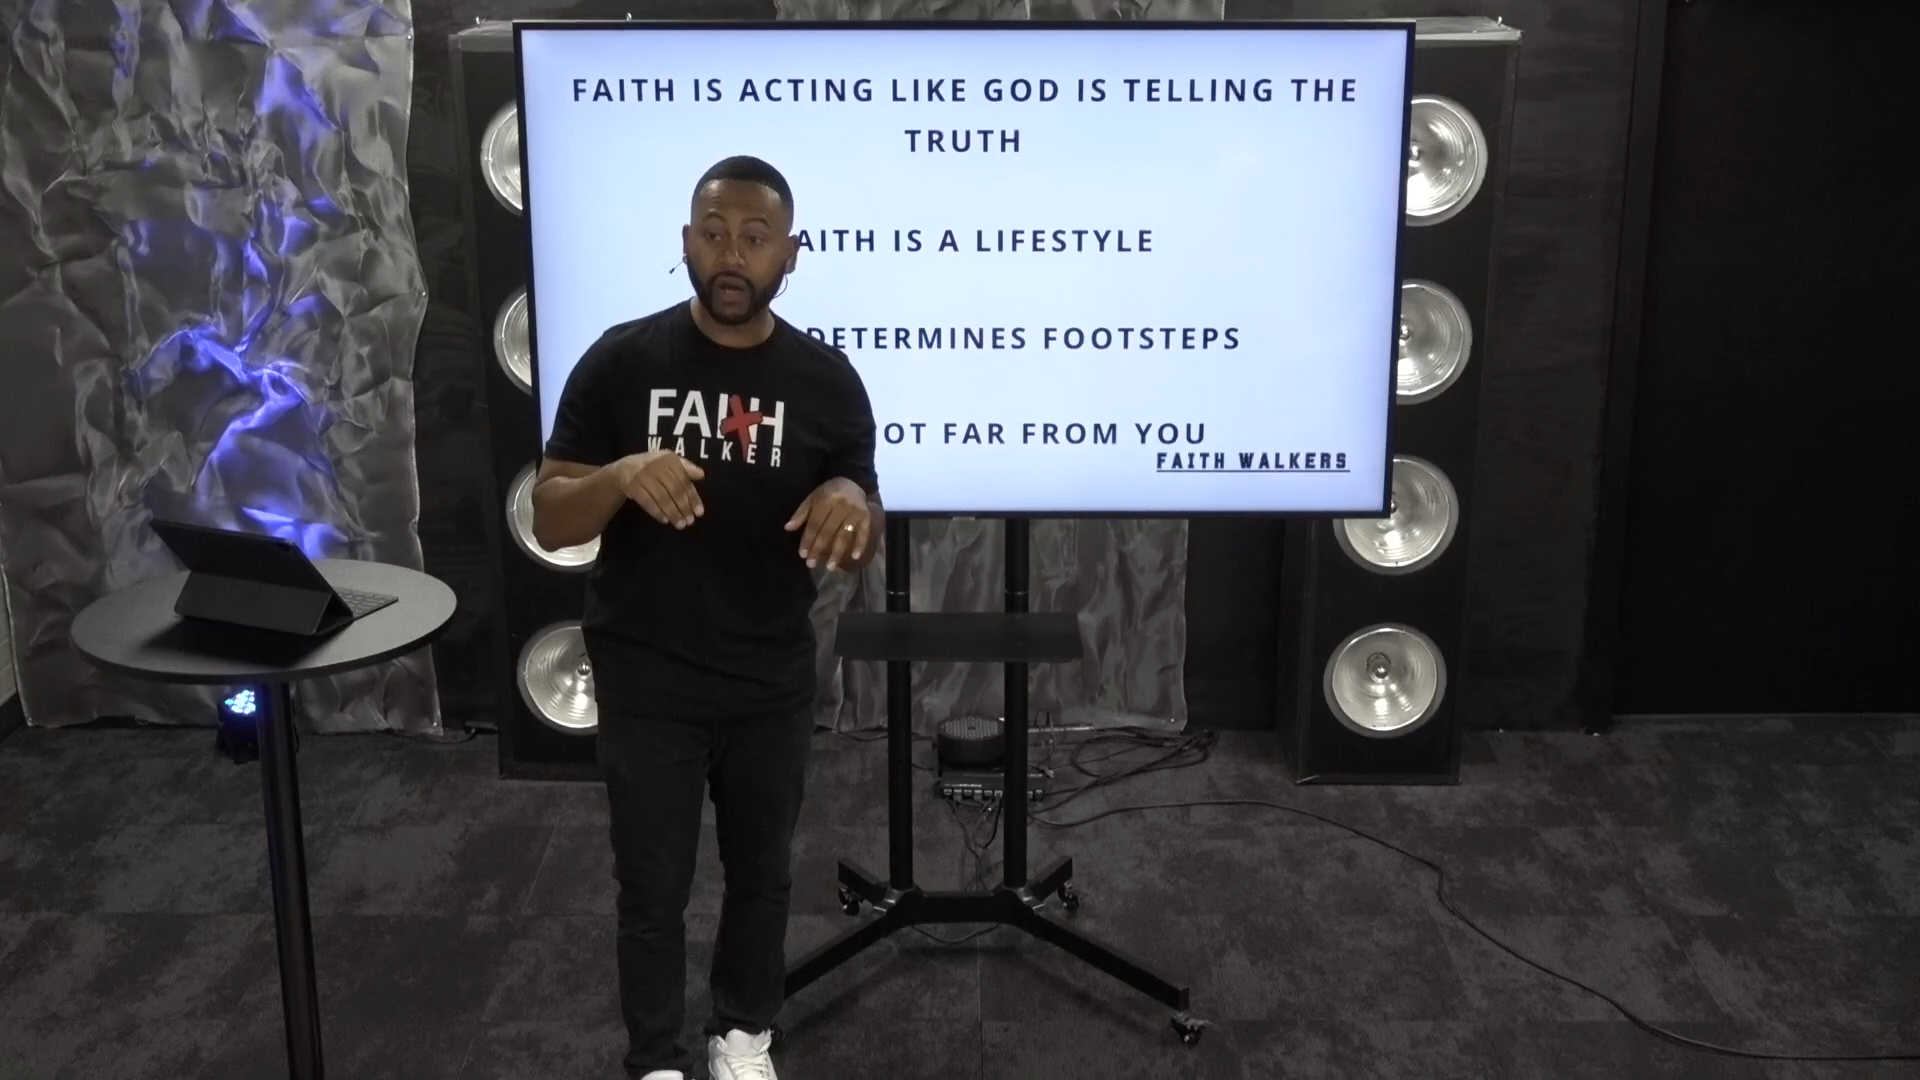 FAITH IS ACTING LIKE GOD IS TELLING THE
TRUTH
AITH IS A LIFESTYLE
DETERMINES FOOTSTEPS
OT FAR FROM YOU
FAITH WALKERS
FAITH
WALKER